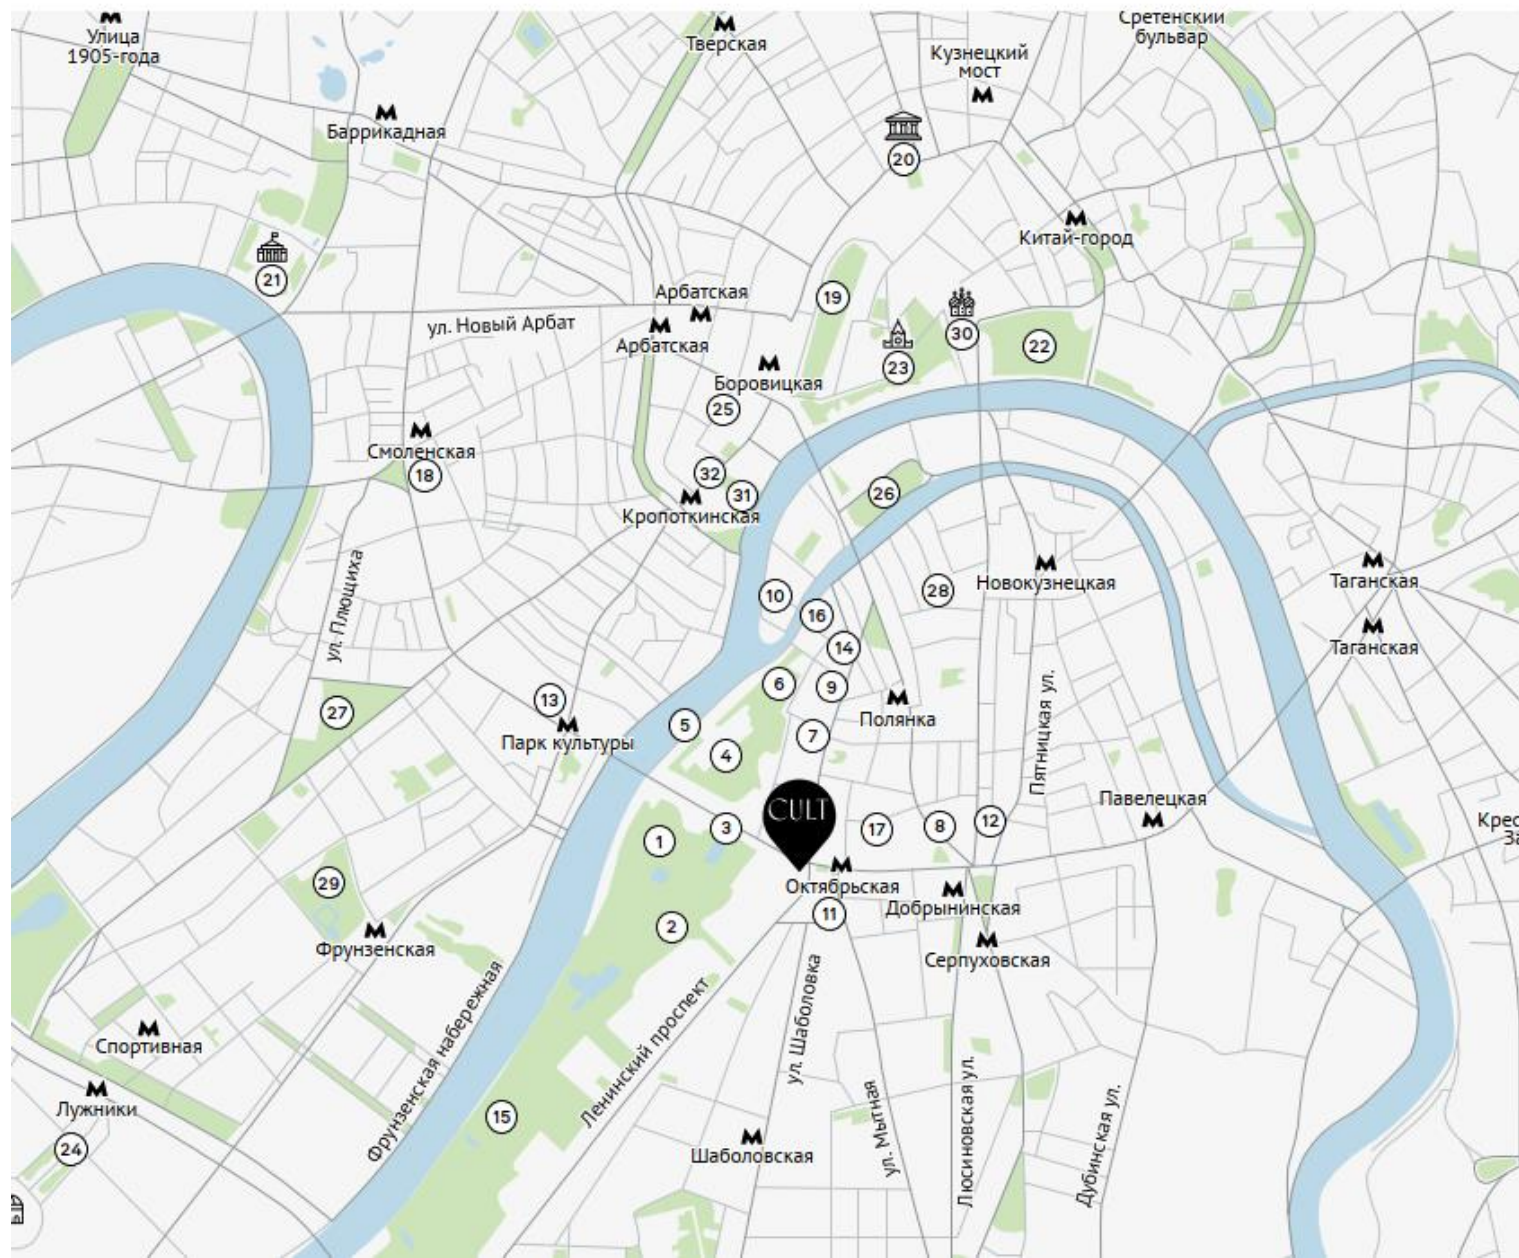 Улица
1905-года
Тверская
Сретенский
бульвар
Кузнецкий
мост
Баррикадная
20
Китай-город
21
Арбатская
19
ул. Новый Арбат
Арбатская
30
22
23
Боровицкая
25
Смоленская
18
32
31
26
Кропоткинская
ул. Плющиха
Новокузнецкая
Таганская
10
28
16
14
Таганская
6
9
13
27
Полянка
5
Парк культуры
7
4
Пятницкая ул.
Павелецкая
CULT
1
3
17
8
12
Крес
За
29
Октябрьская
Добрынинская
11
2
Фрунзенская
Серпуховская
Фрунзенская набережная
Ленинский проспект
ул. Шаболовка
Спортивная
Лужники
15
24
Шаболовская
ул. Мытная
Люсиновская ул.
Дубинская ул.